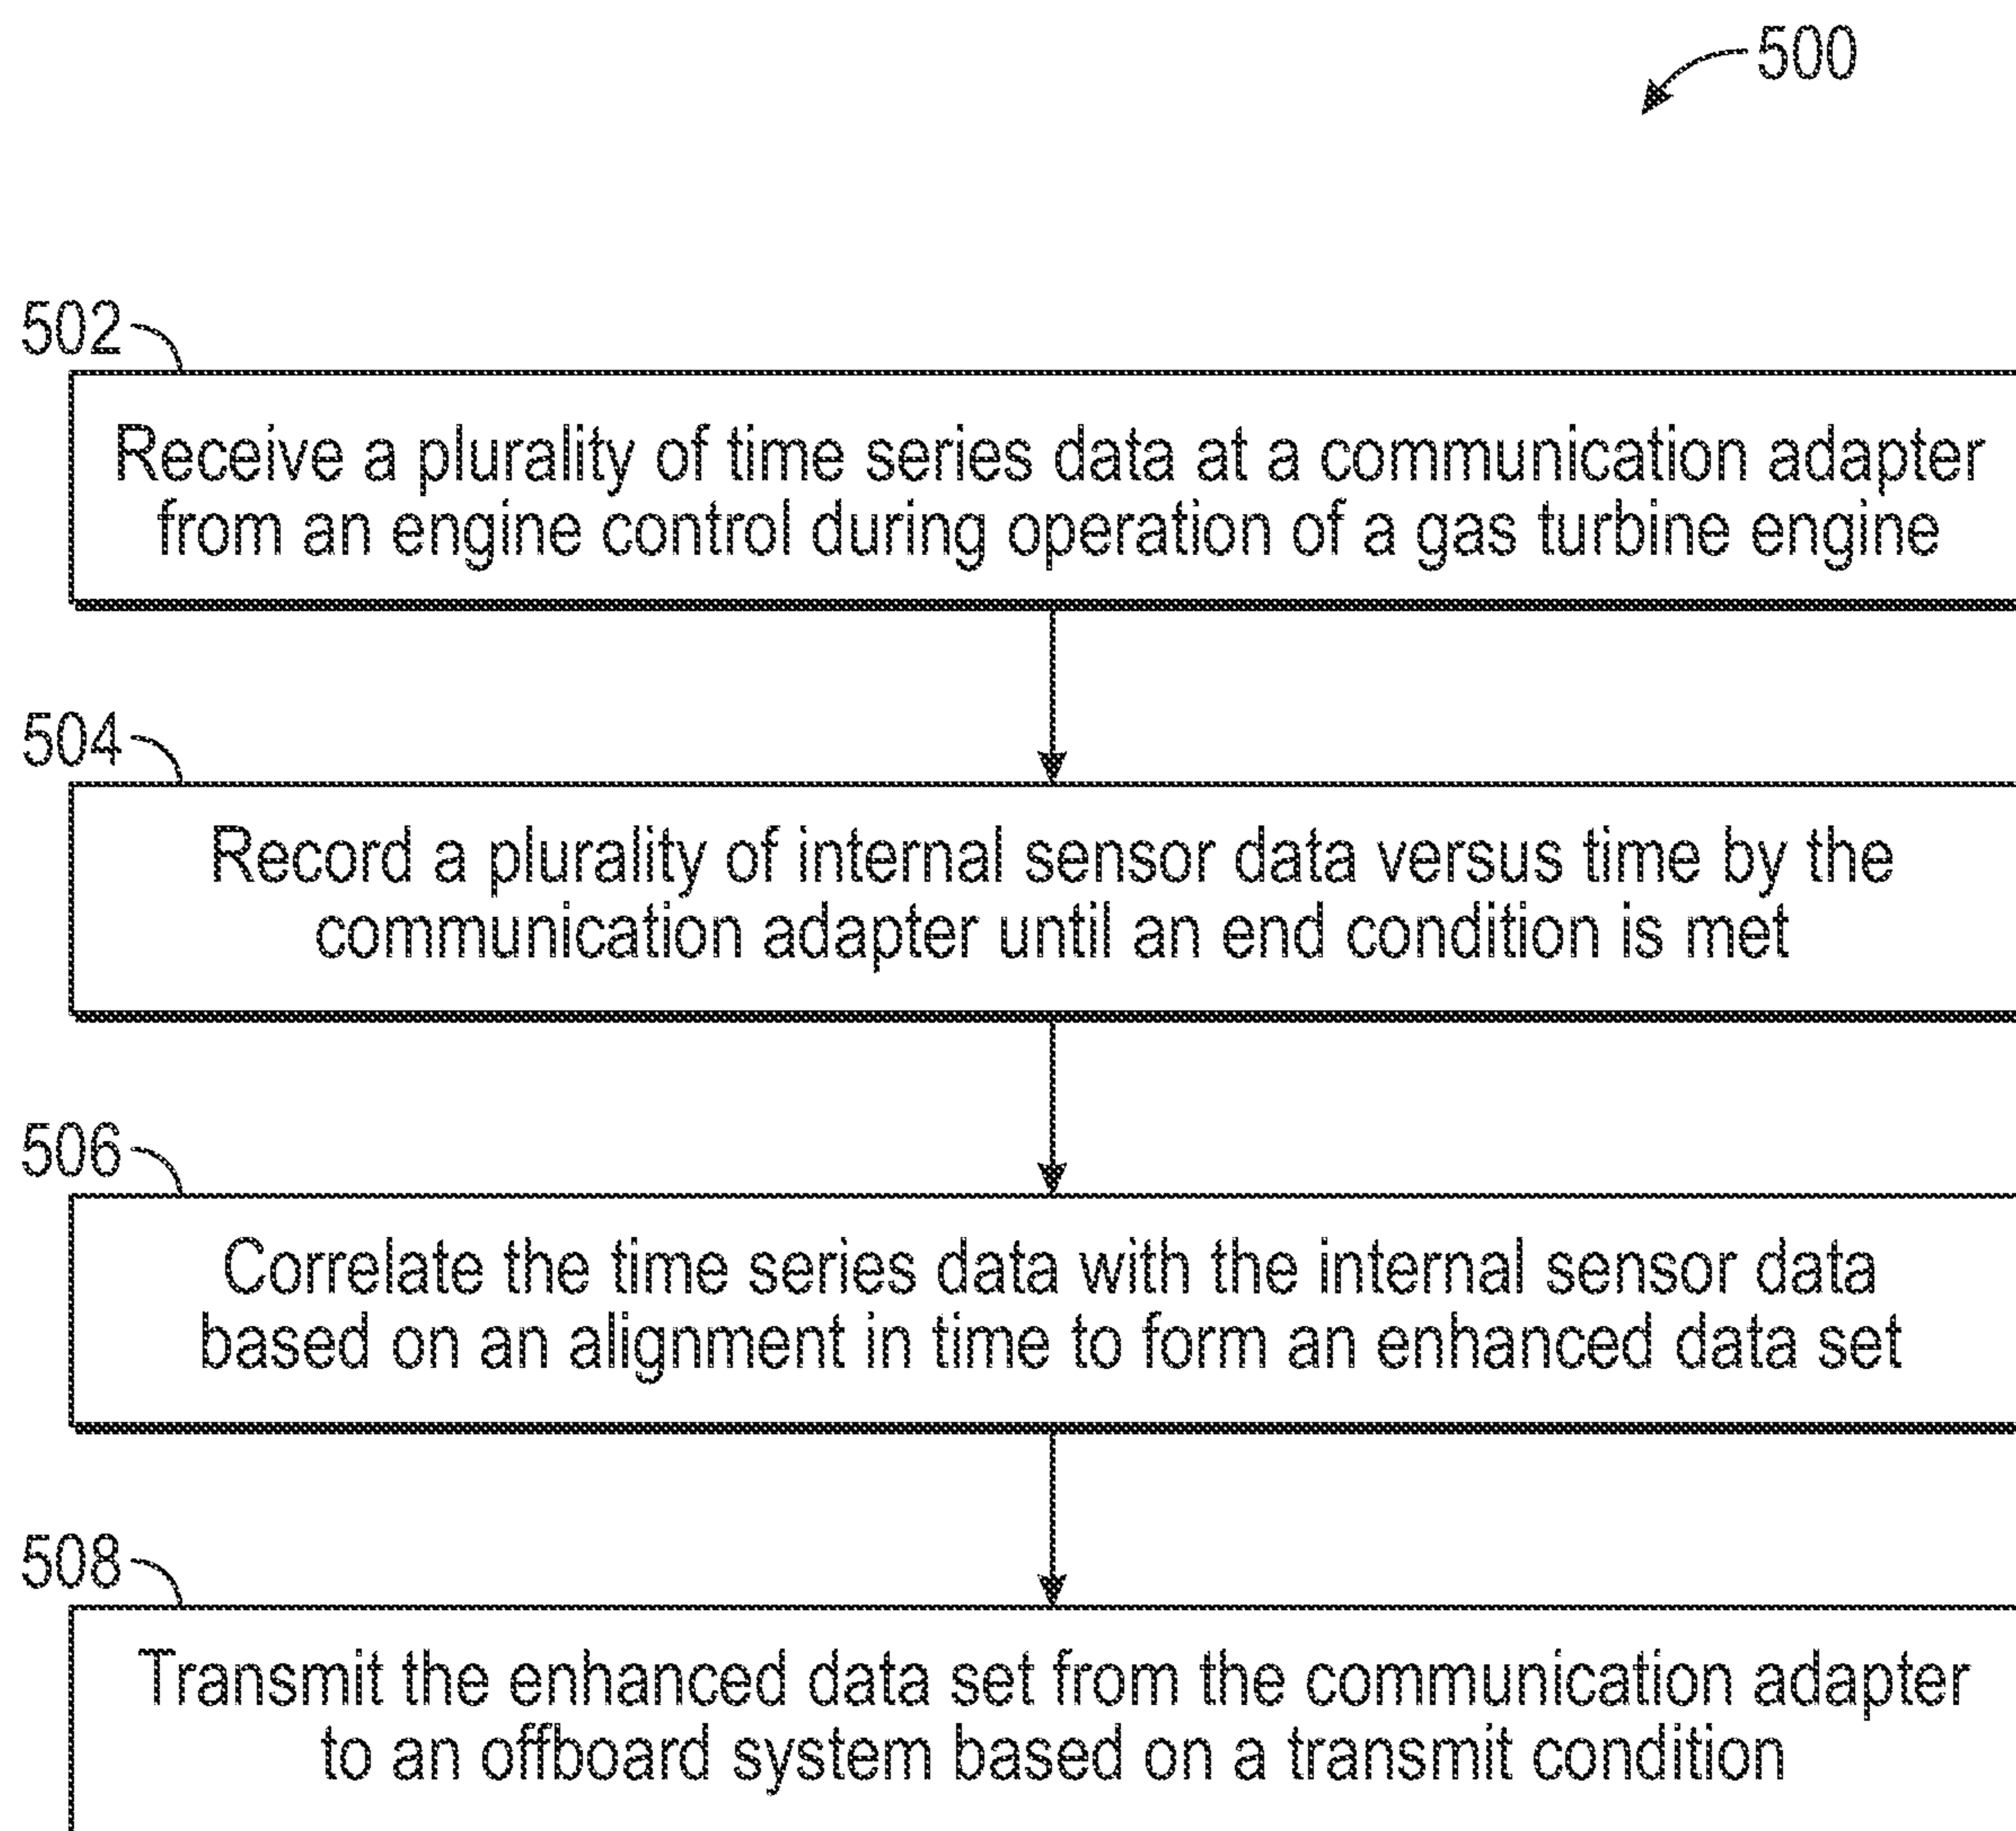 500
502
Receive a plurality of time series data at a communication adapter
from an engine control during operation of a gas turbine engine
504
Record a plurality of internal sensor data versus time by the
communication adapter until an end condition is met
506
Correlate the time series data with the internal sensor data
based on an alignment in time to form an enhanced data set
508
Transmit the enhanced data set from the communication adapter
to an offboard system based on a transmit condition